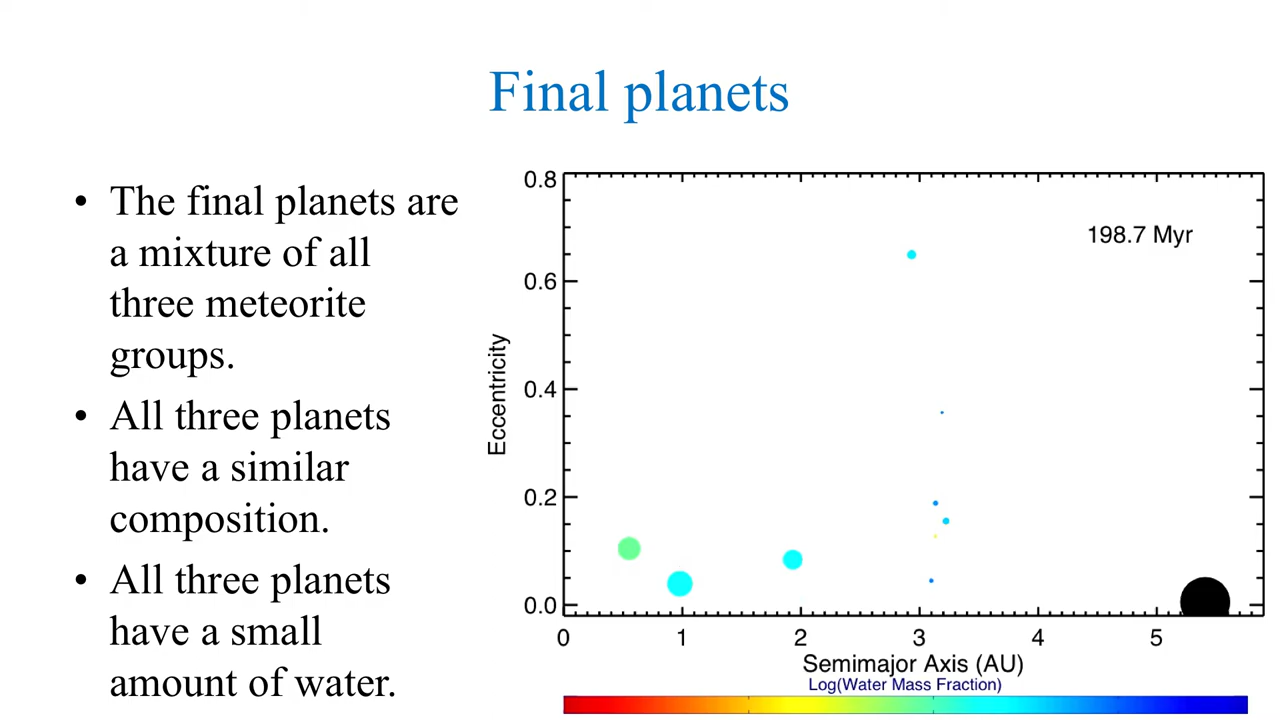 Final planets
• The final planets are
a mixture of all
three meteorite
groups.
• All three planets
have a similar
composition.
• All three planets
have a small
amount of water.
0.8
198.7 Myr
0.6
Eccentricity
0.4
0.2
0.0
0 1 2 3 4 5
Semimajor Axis (AU)
Log(Water Mass Fraction)